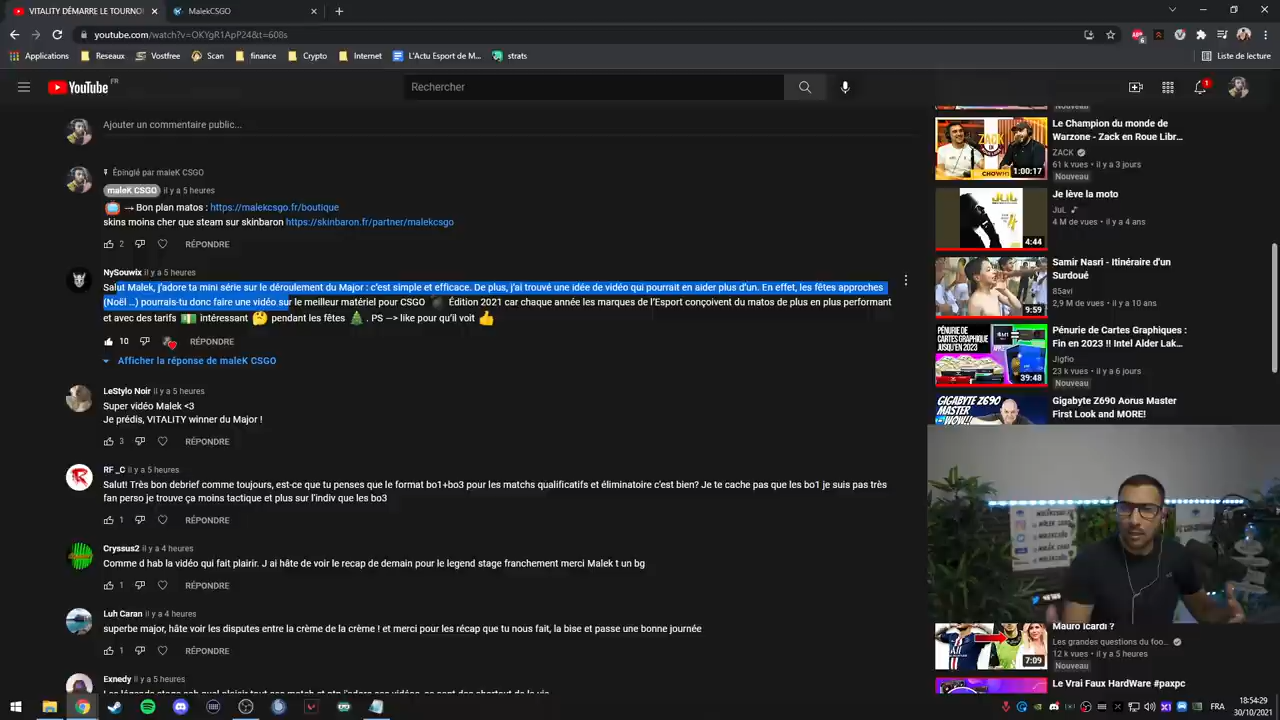 VITALITY DÉMARRE LE TOURNOI
MalekCSGO
youtube.com/watch?v=OKYgR1ApP24&t=608s
Applications
Reseaux
Vostfree
Scan
finance
Crypto
Internet
L'Actu Esport de M...
strats
Liste de lecture
YouTube FR
Rechercher
1
Ajouter un commentaire public...
Épinglé par maleK CSGO
maleK CSGO il y a 5 heures
→ Bon plan matos : https://malekcsgo.fr/boutique
skins moins cher que steam sur skinbaron https://skinbaron.fr/partner/malekcsgo
2 RÉPONDRE
NySouwix il y a 5 heures
Salut Malek, j'adore ta mini série sur le déroulement du Major : c'est simple et efficace. De plus, j'ai trouvé une idée de vidéo qui pourrait en aider plus d'un. En effet, les fêtes approches
(Noël ...) pourrais-tu donc faire une vidéo sur le meilleur matériel pour CSGO 💣 Édition 2021 car chaque année les marques de l'Esport conçoivent du matos de plus en plus performant
et avec des tarifs 💵 intéressant 🤔 pendant les fêtes 🎄 . PS —> like pour qu'il voit 👍
10 RÉPONDRE
Afficher la réponse de maleK CSGO
LeStylo Noir il y a 5 heures
Super vidéo Malek <3
Je prédis, VITALITY winner du Major !
3 RÉPONDRE
RF _C il y a 5 heures
Salut! Très bon debrief comme toujours, est-ce que tu penses que le format bo1+bo3 pour les matchs qualificatifs et éliminatoire c'est bien? Je te cache pas que les bo1 je suis pas très
fan perso je trouve ça moins tactique et plus sur l'indiv que les bo3
1 RÉPONDRE
Cryssus2 il y a 4 heures
Comme d hab la vidéo qui fait plairir. J ai hâte de voir le recap de demain pour le legend stage franchement merci Malek t un bg
1 RÉPONDRE
Luh Caran il y a 4 heures
superbe major, hâte voir les disputes entre la crème de la crème ! et merci pour les récap que tu nous fait, la bise et passe une bonne journée
1 RÉPONDRE
Exnedy il y a 4 heures
Nouveau
Le Champion du monde de
Warzone - Zack en Roue Libr...
ZACK
61 k vues • il y a 3 jours
Nouveau
ZACK
1:00:17
Je lève la moto
JuL
4 M de vues • il y a 4 ans
JUL
4:44
Samir Nasri - Itinéraire d'un
Surdoué
85avi
2,9 M de vues • il y a 10 ans
9:59
Pénurie de Cartes Graphiques :
Fin en 2023 !! Intel Alder Lak...
Jigfio
23 k vues • il y a 6 jours
Nouveau
PÉNURIE DE
CARTES GRAPHIQUE
JUSQU'EN 2023
39:48
Gigabyte Z690 Aorus Master
First Look and MORE!
GIGABYTE Z690
MASTER
WOW!!
Mauro Icardi ?
Les grandes questions du foo...
12 k vues • il y a 5 heures
Nouveau
7:09
Le Vrai Faux HardWare #paxpc
FRA
18:54:29
30/10/2021